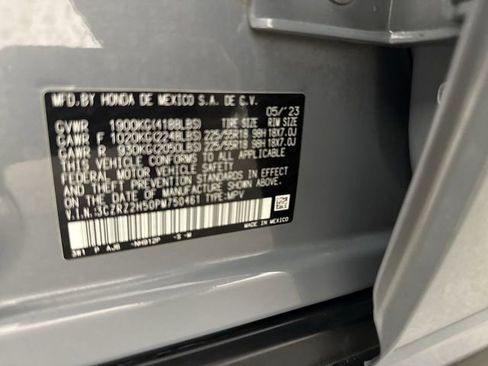 MFD.BY HONDA DE MEXICO S.A. DE C.V.
05/'23
GVWR 1900KG(4188LBS) TIRE SIZE RIM SIZE
GAWR F 1020KG(2248LBS) 225/55R18 98H 18X7.0J
GAWR R 930KG(2050LBS) 225/55R18 98H 18X7.0J
THIS VEHICLE CONFORMS TO ALL APPLICABLE
FEDERAL MOTOR VEHICLE SAFETY
STANDARDS IN EFFECT ON THE DATE
OF MANUFACTURE SHOWN ABOVE.
V.I.N.:3CZRZ2H50PM750461 TYPE:MPV
MADE IN MEXICO
3W1 P AJG -NH912P -S -M